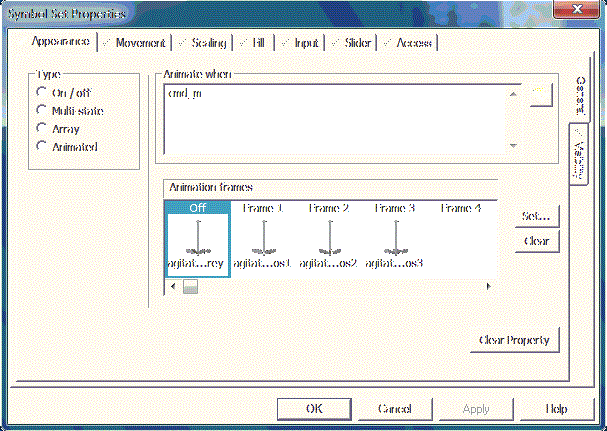 Symbol Set Properties
Appearance Movement Scaling Fill Input Slider Access
Type
On / off
Multi-state
Array
Animated
Animate when
cmd_m
General
Visibility
Animation frames
Off Frame 1 Frame 2 Frame 3 Frame 4
agitat...rey agitat...os1 agitat...os2 agitat...os3
Set...
Clear
Clear Property
OK Cancel Apply Help